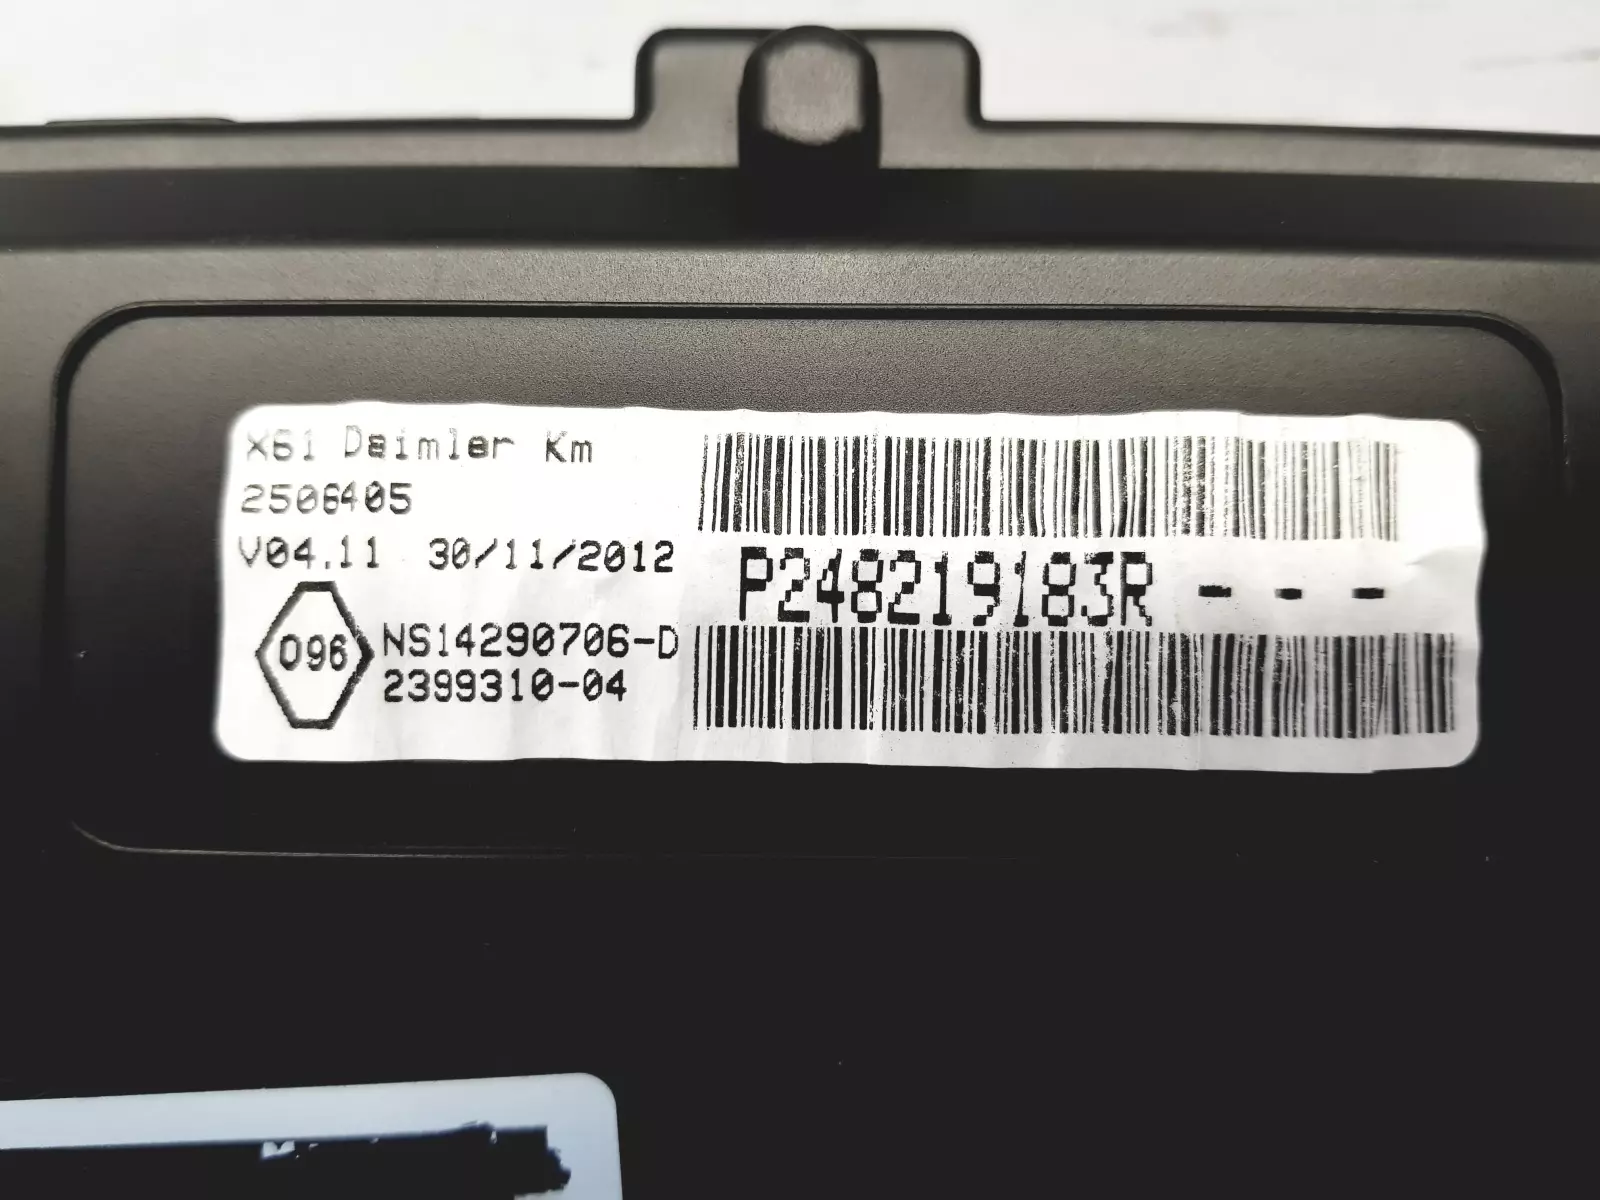 X61 Daimler Km
2506405
V04.11 30/11/2012
096
NS14290706-D
2399310-04
P248219183R - - -